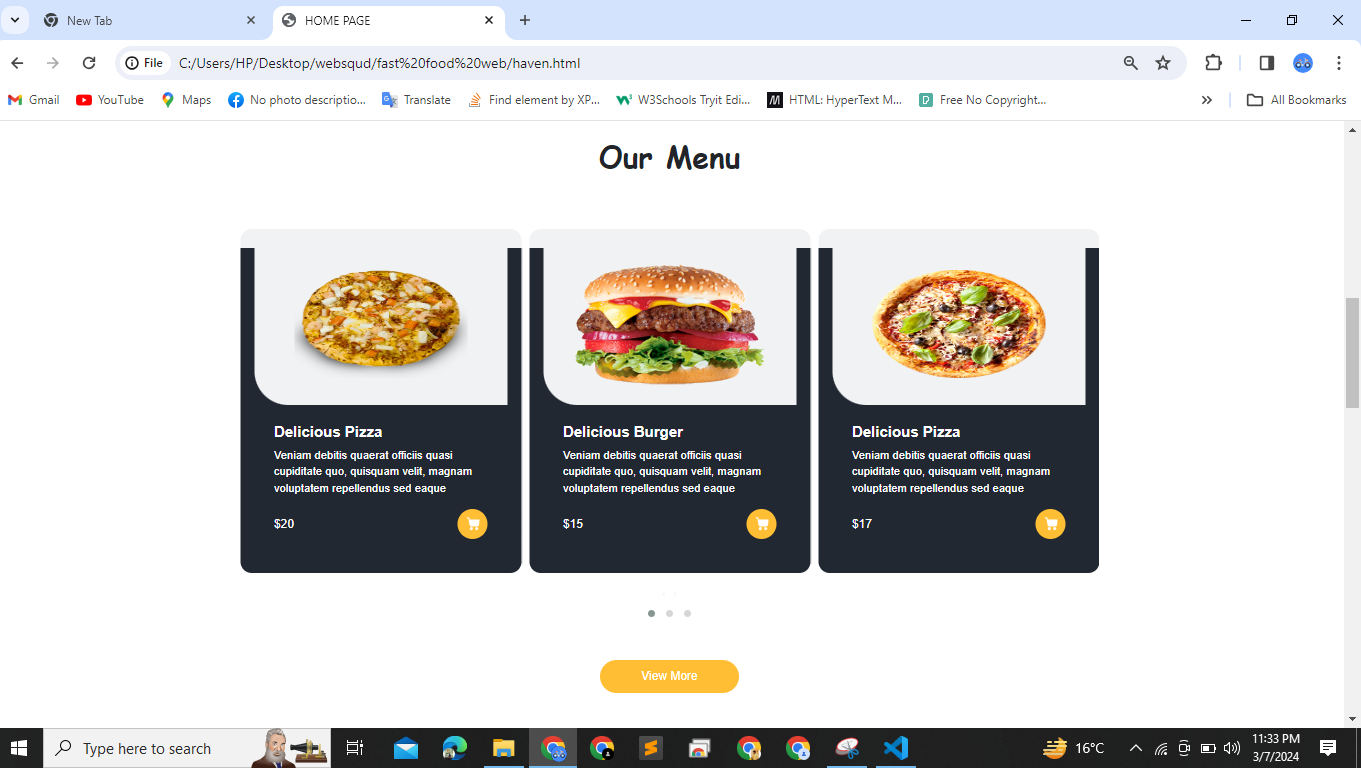 New Tab
HOME PAGE
File
C:/Users/HP/Desktop/websqud/fast%20food%20web/haven.html
Gmail
YouTube
Maps
No photo descriptio...
Translate
Find element by XP...
W3Schools Tryit Edi...
HTML: HyperText M...
Free No Copyright...
All Bookmarks
Our Menu
Delicious Pizza
Veniam debitis quaerat officiis quasi
cupiditate quo, quisquam velit, magnam
voluptatem repellendus sed eaque
$20
Delicious Burger
Veniam debitis quaerat officiis quasi
cupiditate quo, quisquam velit, magnam
voluptatem repellendus sed eaque
$15
Delicious Pizza
Veniam debitis quaerat officiis quasi
cupiditate quo, quisquam velit, magnam
voluptatem repellendus sed eaque
$17
View More
Type here to search
16°C
11:33 PM
3/7/2024